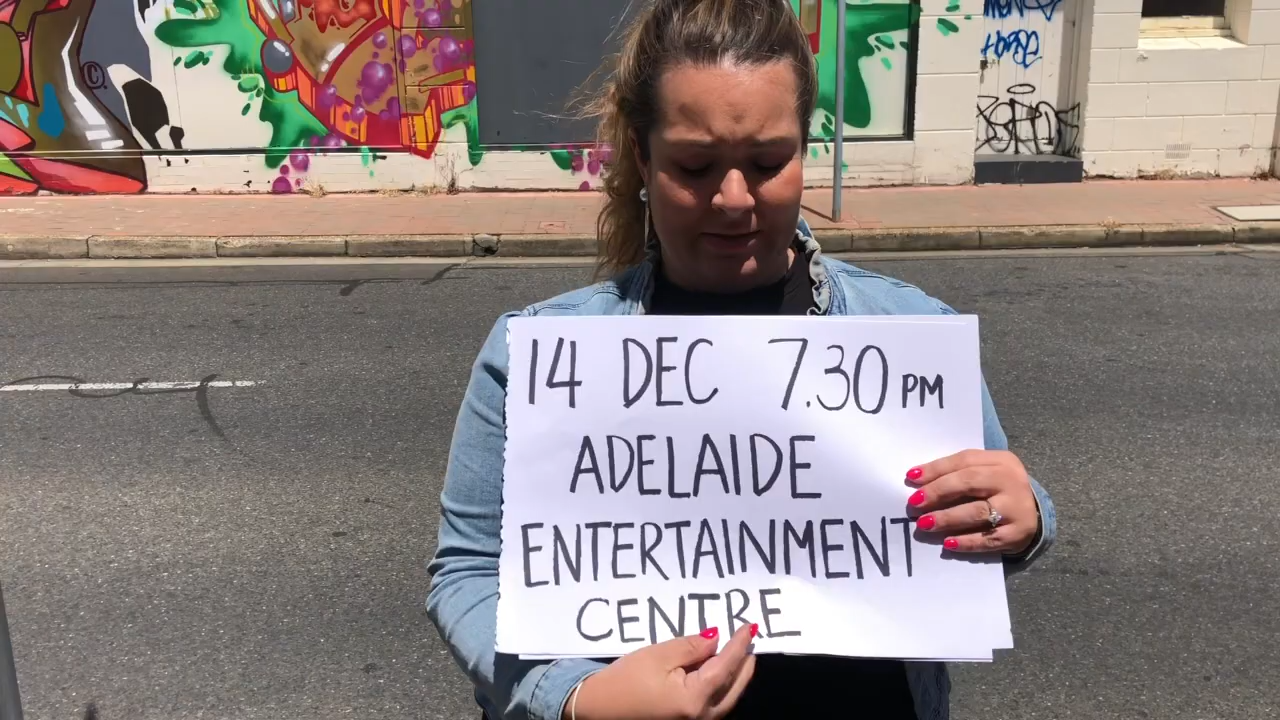 14 DEC 7.30 PM
ADELAIDE
ENTERTAINMENT
CENTRE
©